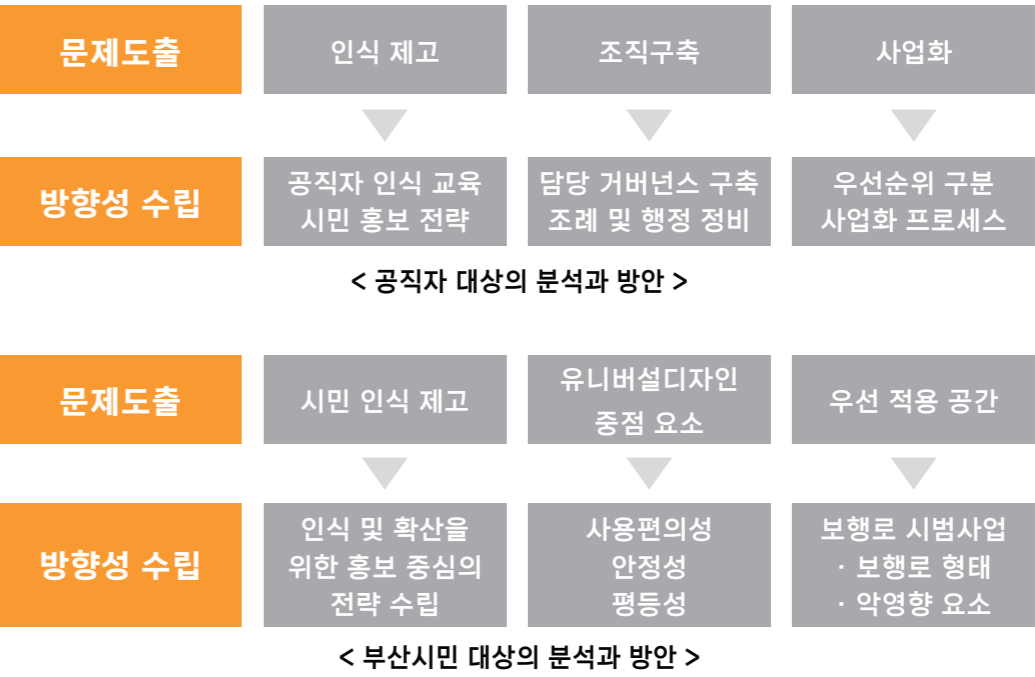 문제도출
인식 제고
조직구축
사업화
방향성 수립
공직자 인식 교육
시민 홍보 전략
담당 거버넌스 구축
조례 및 행정 정비
우선순위 구분
사업화 프로세스
< 공직자 대상의 분석과 방안 >
문제도출
시민 인식 제고
유니버설디자인
중점 요소
우선 적용 공간
방향성 수립
인식 및 확산을
위한 홍보 중심의
전략 수립
사용편의성
안정성
평등성
보행로 시범사업
· 보행로 형태
· 악영향 요소
< 부산시민 대상의 분석과 방안 >